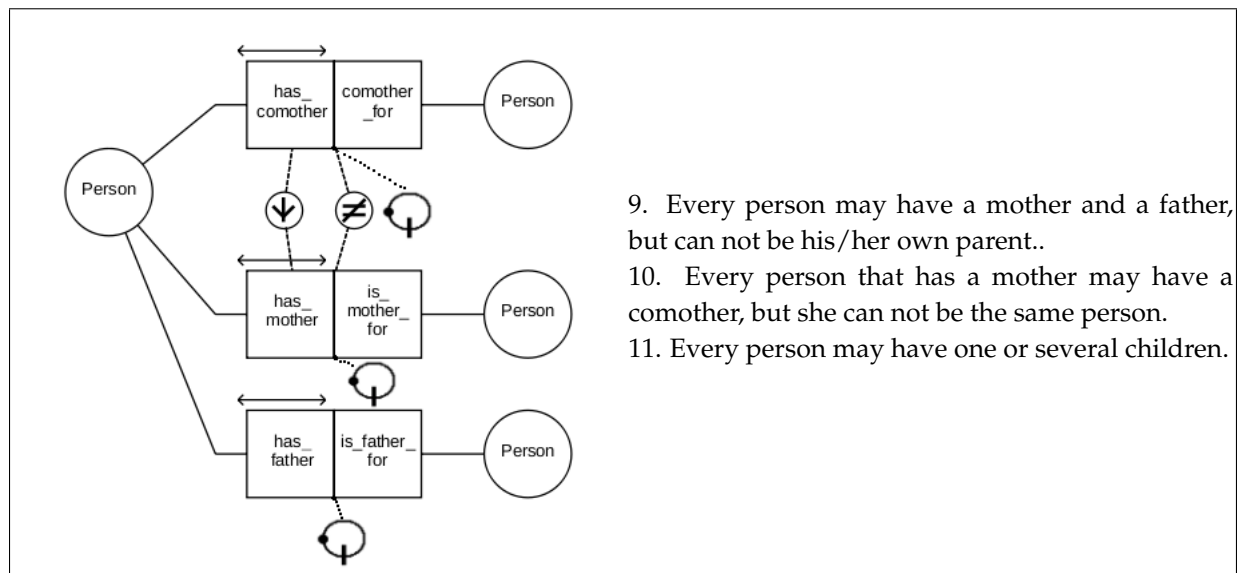 has_
comother
comother
_for
Person
Person
has_
mother
is_
mother_
for
Person
has_
father
is_father_
for
Person
9. Every person may have a mother and a father,
but can not be his/her own parent..
10. Every person that has a mother may have a
comother, but she can not be the same person.
11. Every person may have one or several children.